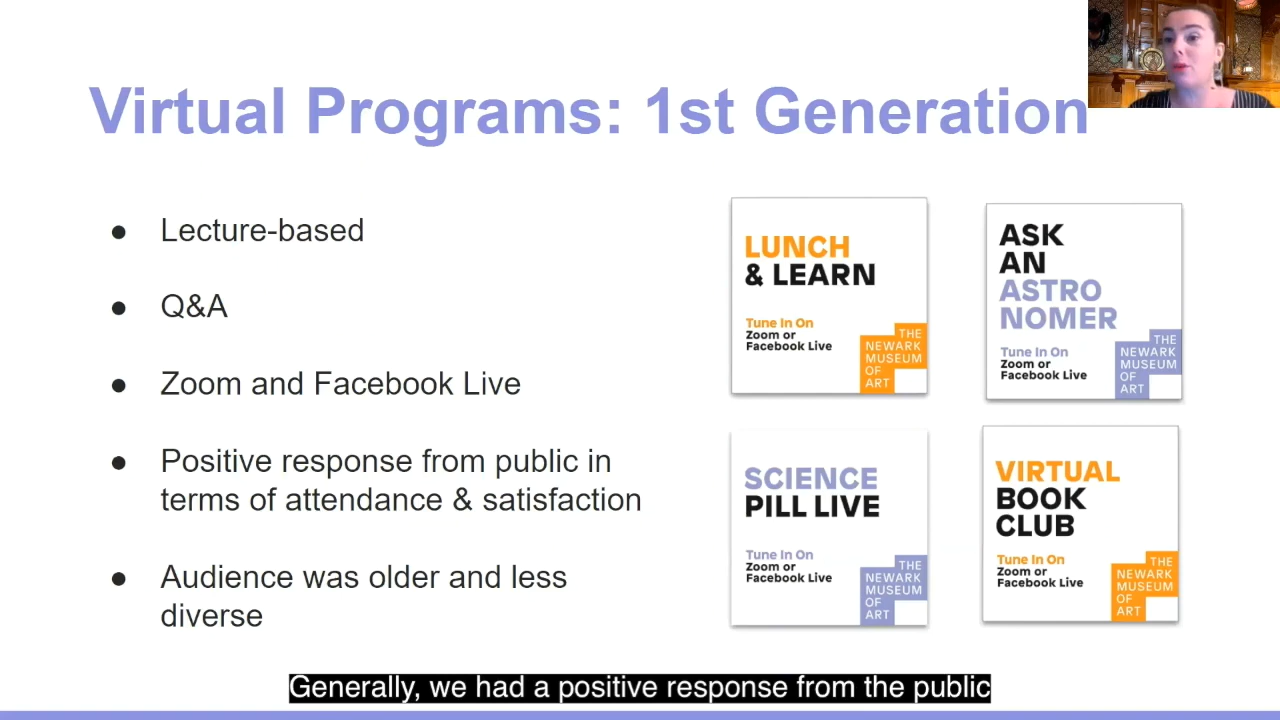 Virtual Programs: 1st Generation
● Lecture-based
● Q&A
● Zoom and Facebook Live
● Positive response from public in
terms of attendance & satisfaction
● Audience was older and less
diverse
LUNCH
& LEARN
Tune In On
Zoom or
Facebook Live
THE
NEWARK
MUSEUM
OF
ART
ASK
AN
ASTRO
NOMER
Tune In On
Zoom or
Facebook Live
THE
NEWARK
MUSEUM
OF
ART
SCIENCE
PILL LIVE
Tune In On
Zoom or
Facebook Live
THE
NEWARK
MUSEUM
OF
ART
VIRTUAL
BOOK
CLUB
Tune In On
Zoom or
Facebook Live
THE
NEWARK
MUSEUM
OF
ART
Generally, we had a positive response from the public